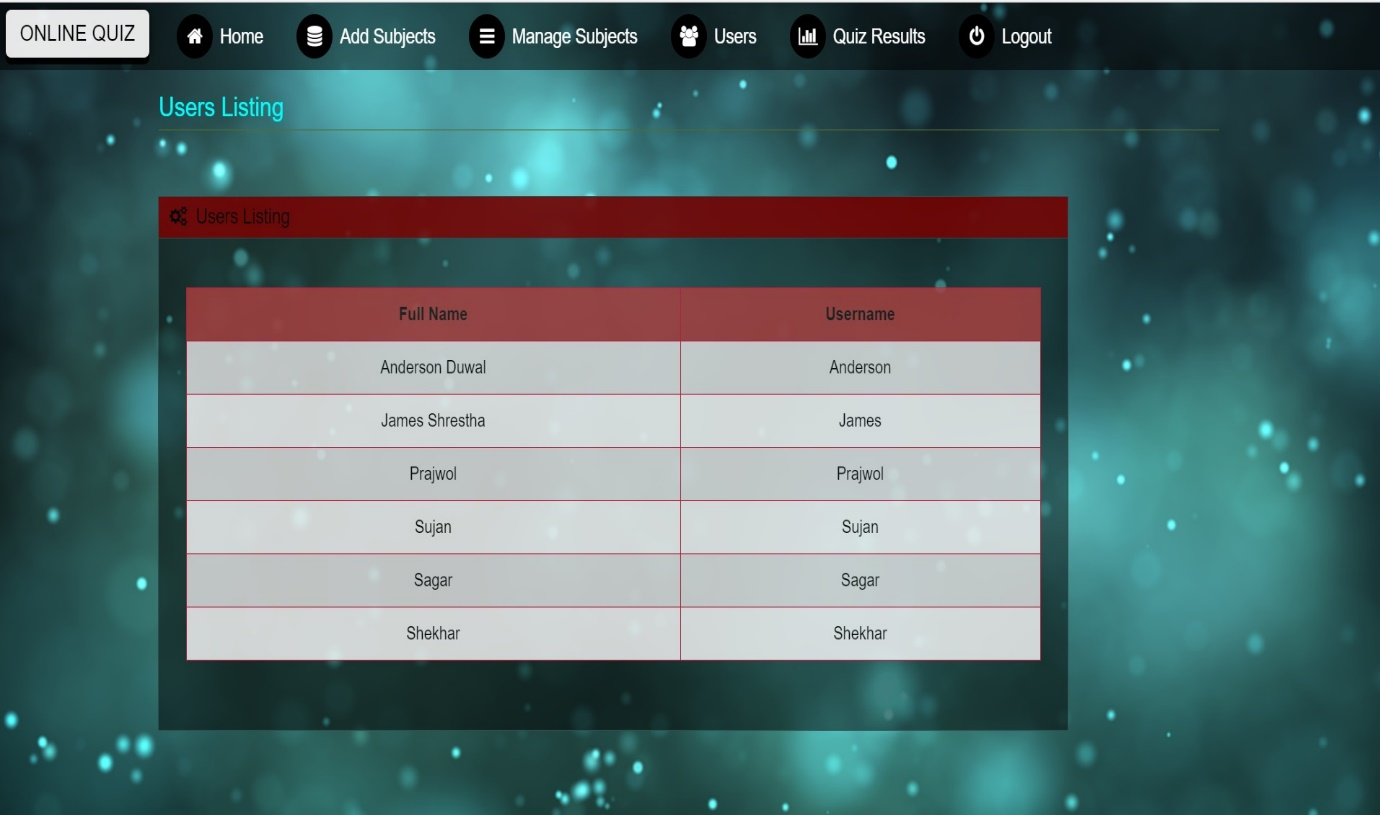 ONLINE QUIZ Home Add Subjects Manage Subjects Users Quiz Results Logout
Users Listing
Users Listing
Full Name Username
Anderson Duwal Anderson
James Shrestha James
Prajwol Prajwol
Sujan Sujan
Sagar Sagar
Shekhar Shekhar